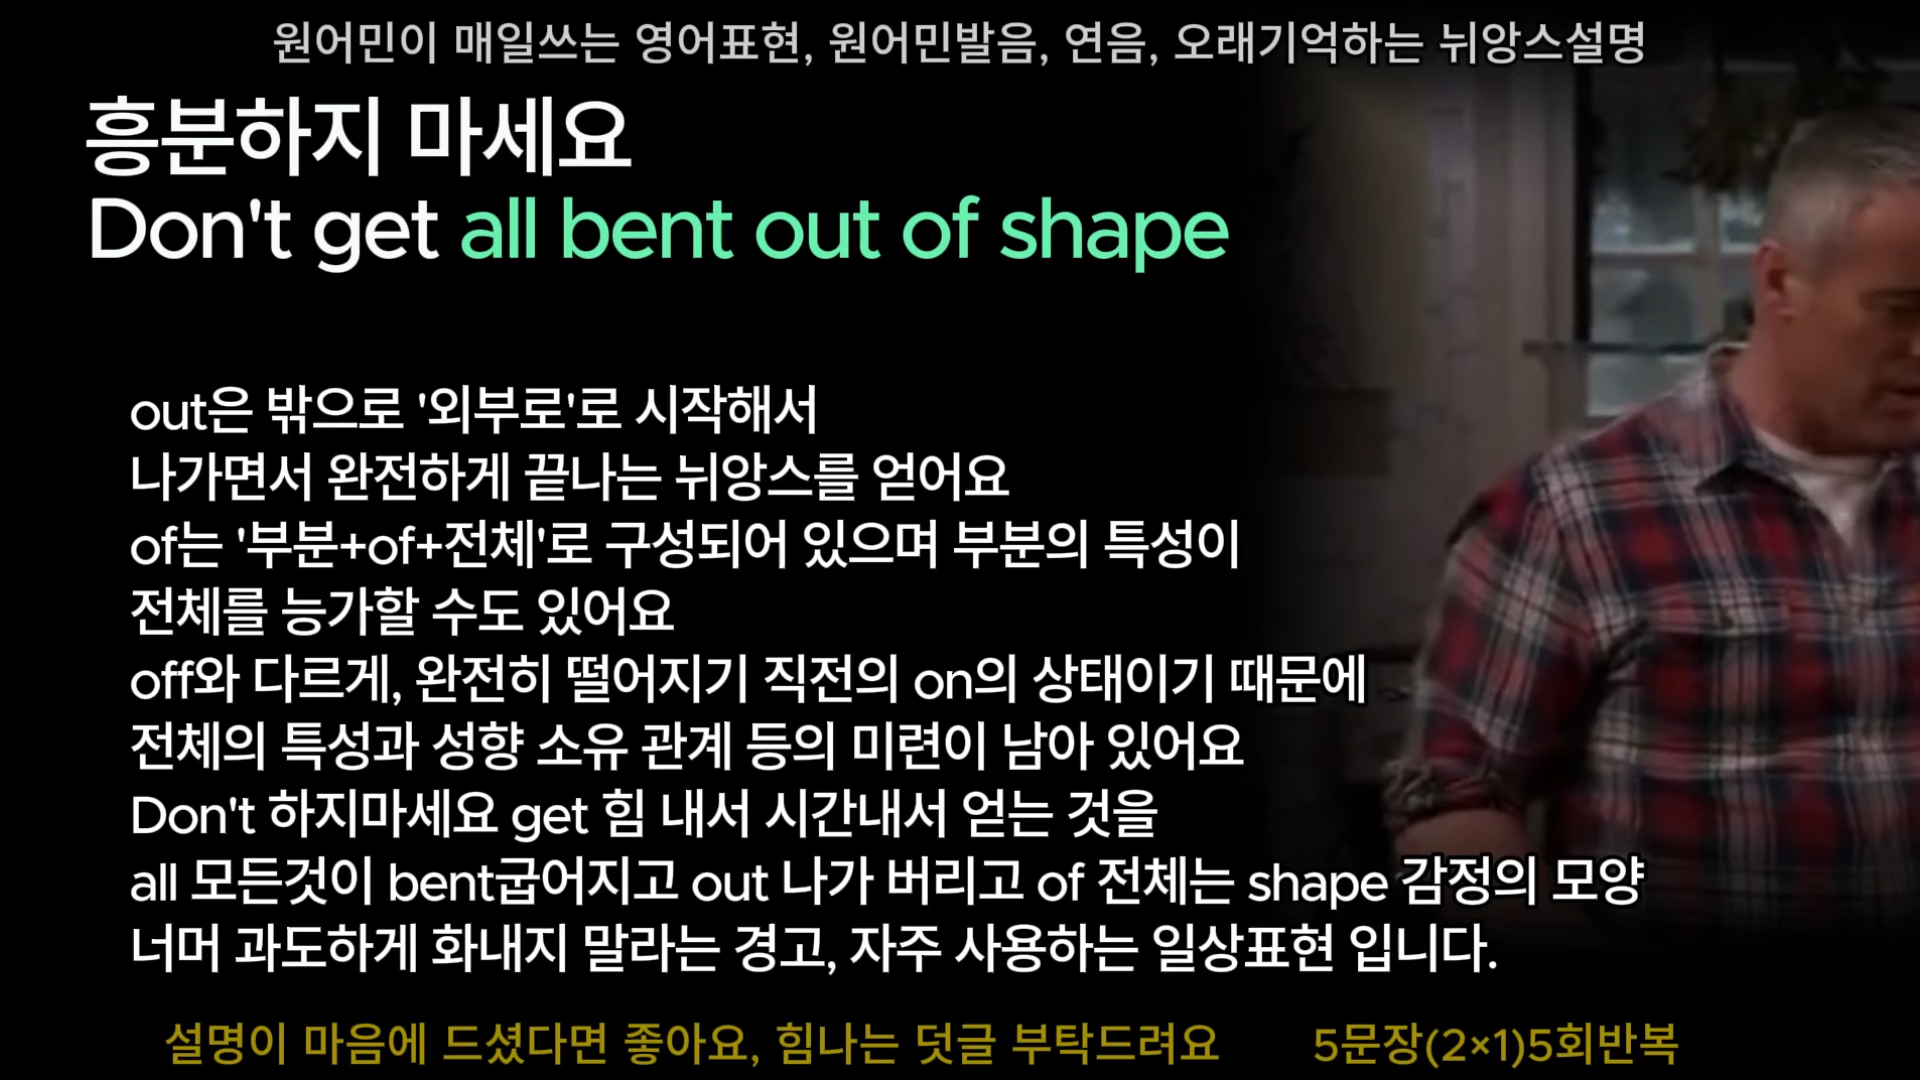 원어민이 매일쓰는 영어표현, 원어민발음, 연음, 오래기억하는 뉘앙스설명
흥분하지 마세요
Don't get all bent out of shape
out은 밖으로 '외부로'로 시작해서
나가면서 완전하게 끝나는 뉘앙스를 얻어요
of는 '부분+of+전체'로 구성되어 있으며 부분의 특성이
전체를 능가할 수도 있어요
off와 다르게, 완전히 떨어지기 직전의 on의 상태이기 때문에
전체의 특성과 성향 소유 관계 등의 미련이 남아 있어요
Don't 하지마세요 get 힘 내서 시간내서 얻는 것을
all 모든것이 bent굽어지고 out 나가 버리고 of 전체는 shape 감정의 모양
너머 과도하게 화내지 말라는 경고, 자주 사용하는 일상표현 입니다.
설명이 마음에 드셨다면 좋아요, 힘나는 덧글 부탁드려요 5문장(2×1)5회반복